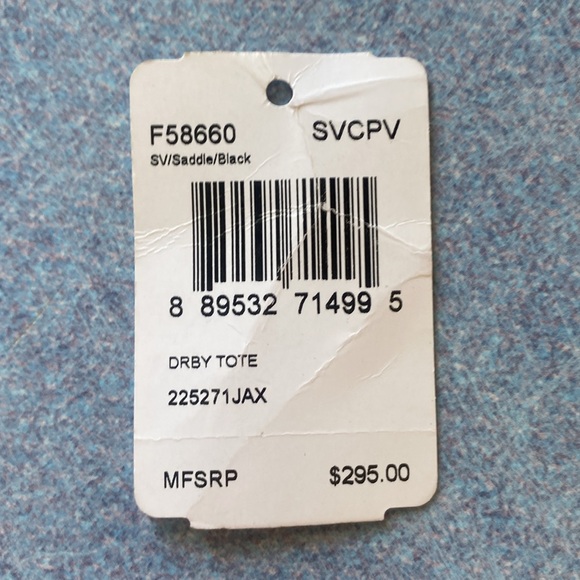 F58660 SVCPV
SV/Saddle/Black
8 89532 71499 5
DRBY TOTE
225271JAX
MFSRP $295.00